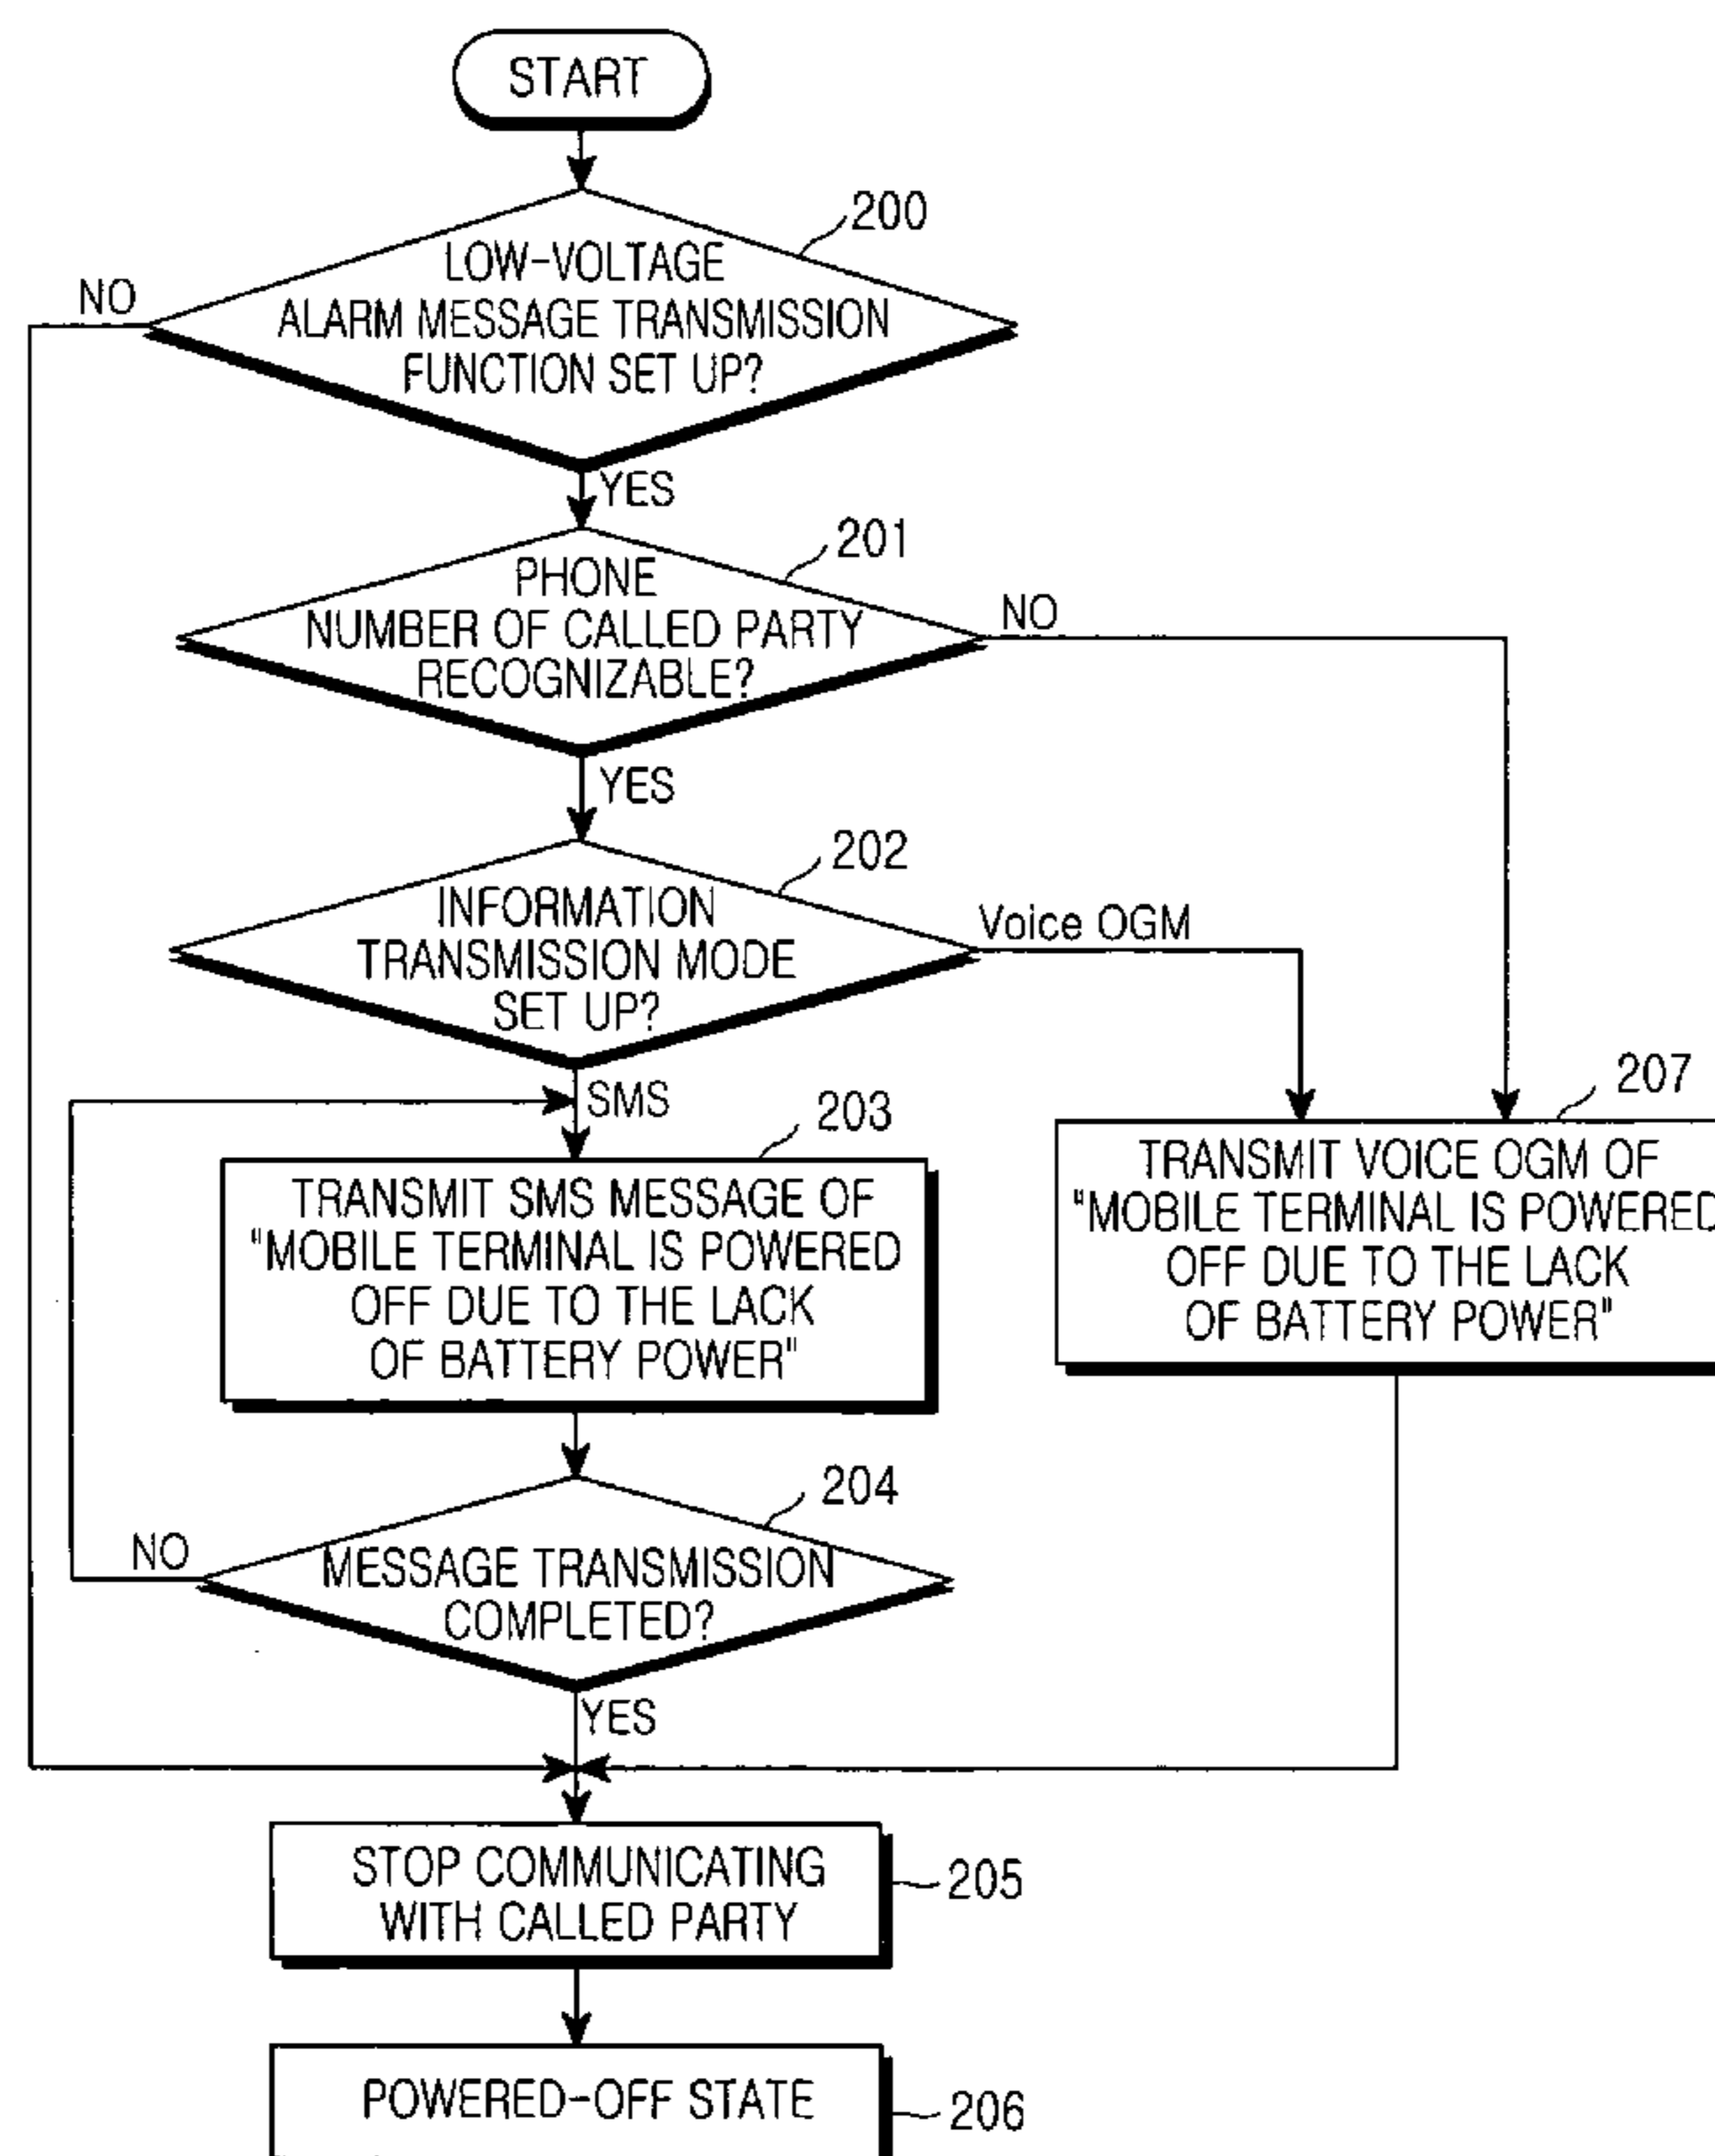 START
200
LOW-VOLTAGE
ALARM MESSAGE TRANSMISSION
FUNCTION SET UP?
NO
YES
201
PHONE
NUMBER OF CALLED PARTY
RECOGNIZABLE?
NO
YES
202
INFORMATION
TRANSMISSION MODE
SET UP?
Voice OGM
SMS
203
TRANSMIT SMS MESSAGE OF
"MOBILE TERMINAL IS POWERED
OFF DUE TO THE LACK
OF BATTERY POWER"
207
TRANSMIT VOICE OGM OF
"MOBILE TERMINAL IS POWERED
OFF DUE TO THE LACK
OF BATTERY POWER"
204
MESSAGE TRANSMISSION
COMPLETED?
NO
YES
STOP COMMUNICATING
WITH CALLED PARTY
205
POWERED-OFF STATE
206